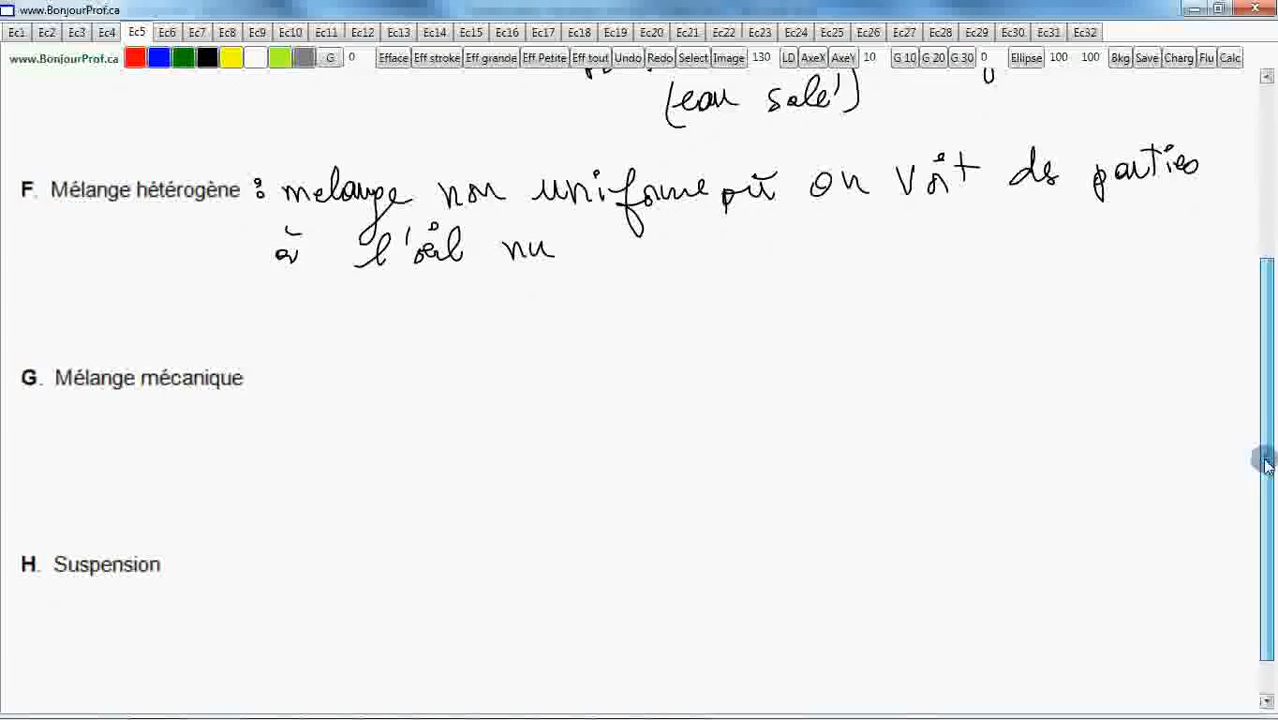 www.BonjourProf.ca
Ec1 Ec2 Ec3 Ec4 Ec5 Ec6 Ec7 Ec8 Ec9 Ec10 Ec11 Ec12 Ec13 Ec14 Ec15 Ec16 Ec17 Ec18 Ec19 Ec20 Ec21 Ec22 Ec23 Ec24 Ec25 Ec26 Ec27 Ec28 Ec29 Ec30 Ec31 Ec32
www.BonjourProf.ca G 0 Efface Eff stroke Eff grande Eff Petite Eff tout Undo Redo Select Image 130 LD AxeX AxeY 10 G 10 G 20 G 30 0 Ellipse 100 100 Bkg Save Charg Flu Calc
(eau salé)
F. Mélange hétérogène : melange non uniforme où on voit des parties
à l'œil nu
G. Mélange mécanique
H. Suspension